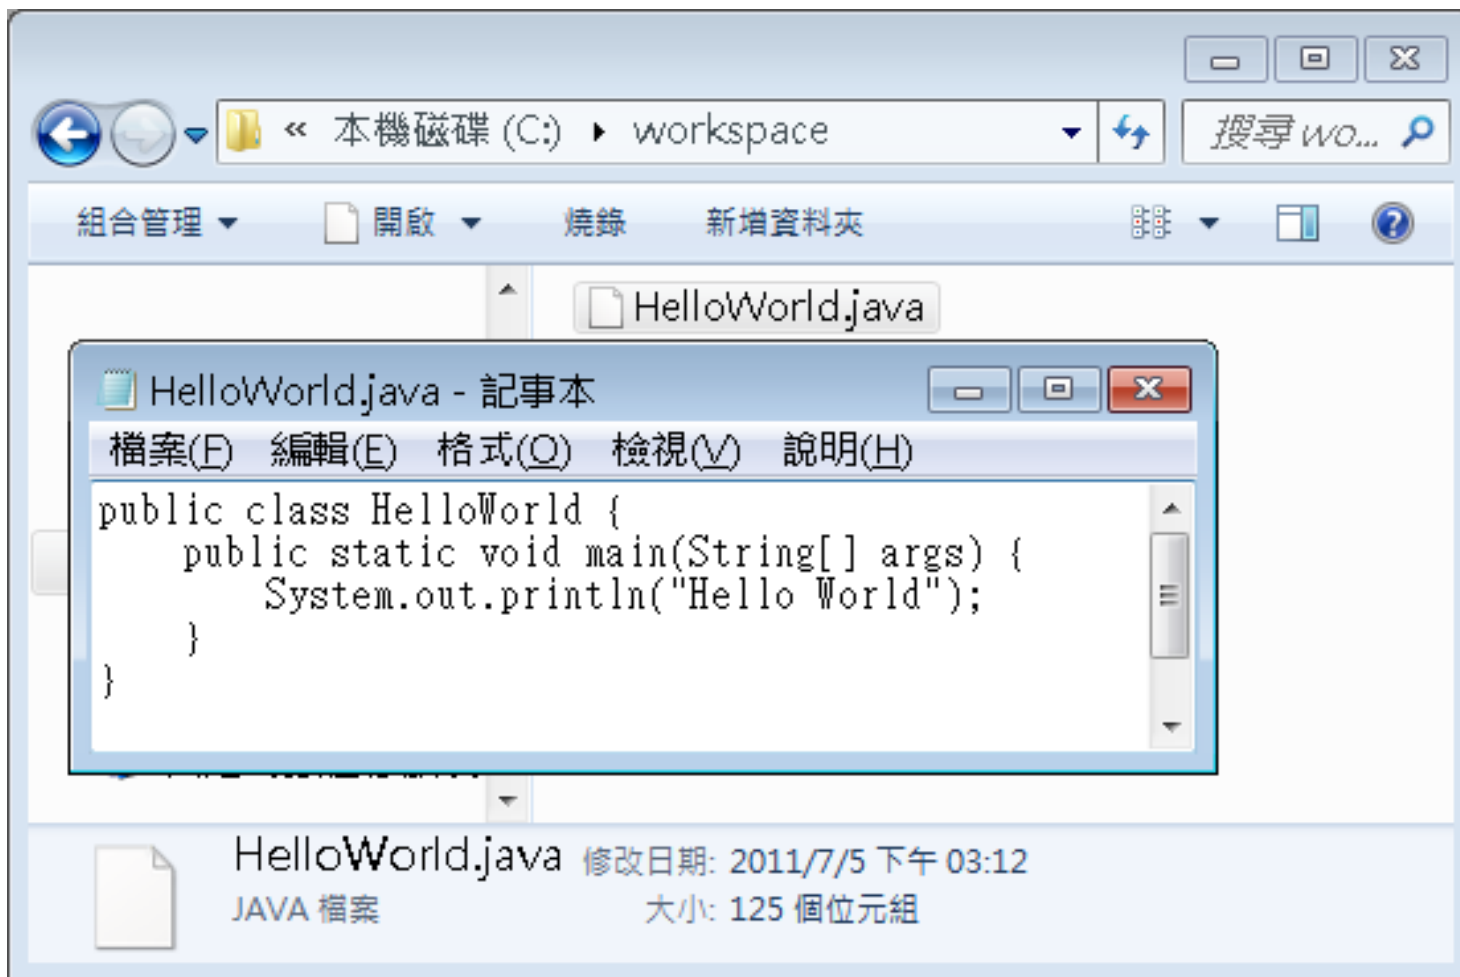 « 本機磁碟 (C:) ▸ workspace
搜尋 wo...
組合管理 開啟 燒錄 新增資料夾
HelloWorld.java
HelloWorld.java - 記事本
檔案(F) 編輯(E) 格式(O) 檢視(V) 說明(H)
public class HelloWorld {
    public static void main(String[] args) {
        System.out.println("Hello World");
    }
}
HelloWorld.java 修改日期: 2011/7/5 下午 03:12
JAVA 檔案 大小: 125 個位元組